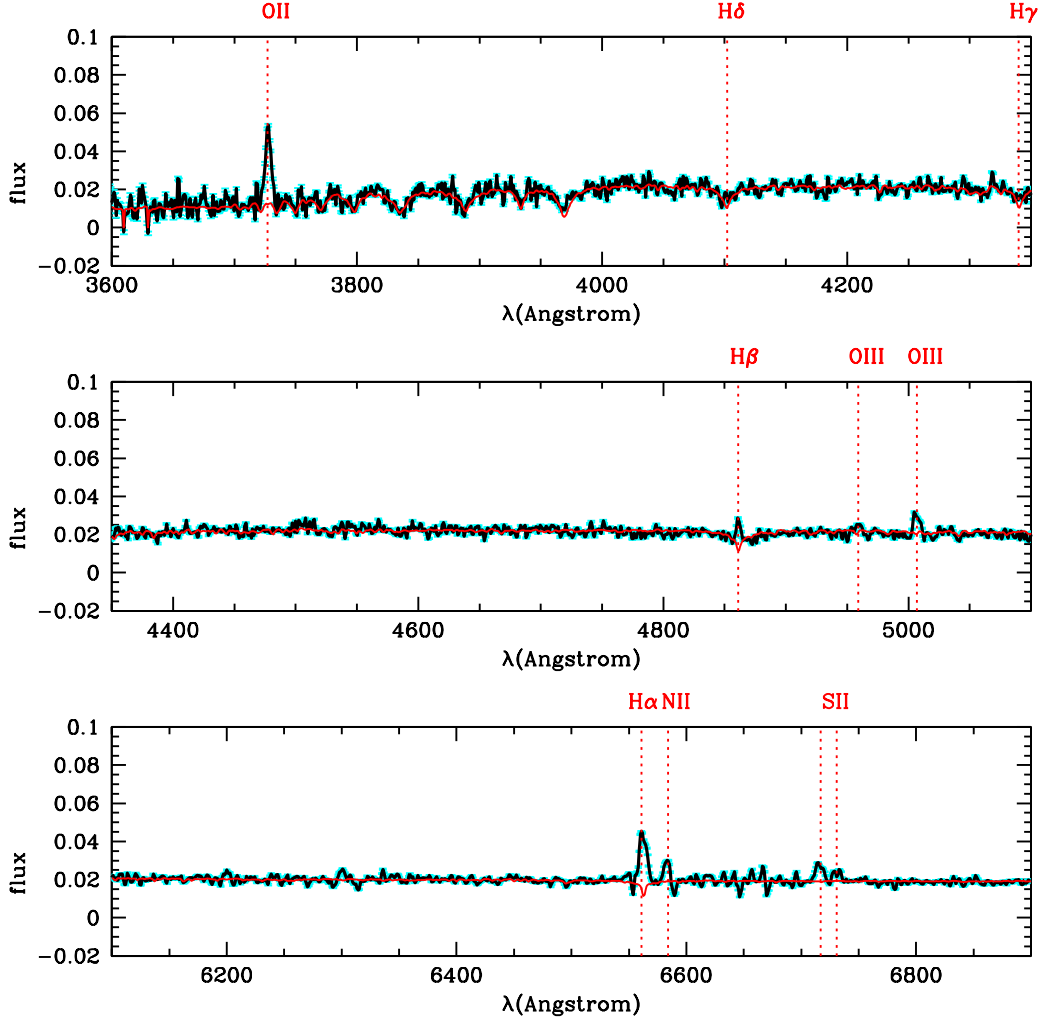 OII Hδ Hγ
0.1
0.08
0.06
0.04
0.02
0
−0.02
flux
3600 3800 4000 4200
λ(Angstrom)
Hβ OIII OIII
0.1
0.08
0.06
0.04
0.02
0
−0.02
flux
4400 4600 4800 5000
λ(Angstrom)
Hα NII SII
0.1
0.08
0.06
0.04
0.02
0
−0.02
flux
6200 6400 6600 6800
λ(Angstrom)